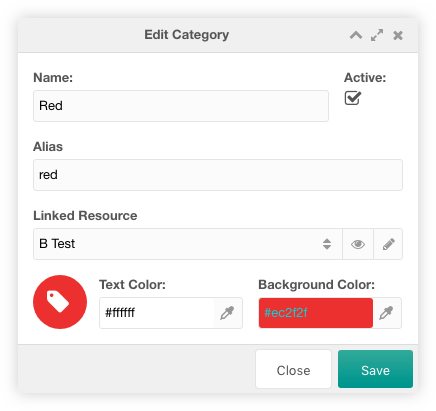 Edit Category
Name: Active:
Red
Alias
red
Linked Resource
B Test
Text Color: Background Color:
#ffffff #ec2f2f
Close Save